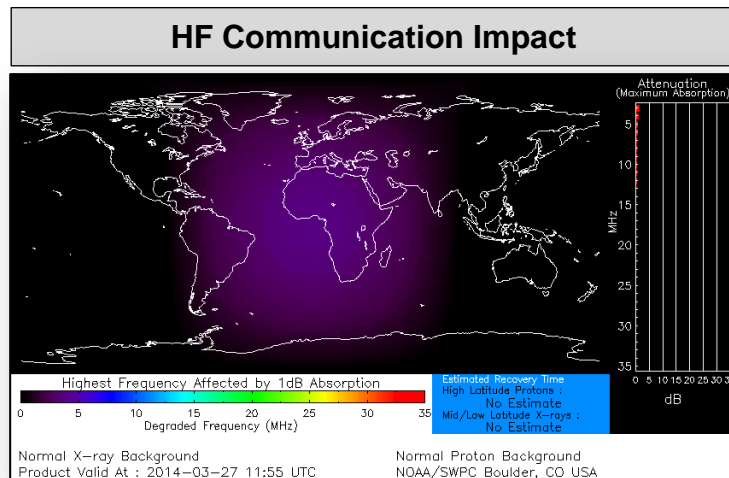 HF Communication Impact
Attenuation
(Maximum Absorption)
5
10
15
20
25
30
35
MHz
0 5 10 15 20 25 30
dB
Highest Frequency Affected by 1dB Absorption
0 5 10 15 20 25 30 35
Degraded Frequency (MHz)
Estimated Recovery Time
High Latitude Protons :
No Estimate
Mid/Low Latitude X-rays :
No Estimate
Normal X-ray Background
Product Valid At : 2014-03-27 11:55 UTC
Normal Proton Background
NOAA/SWPC Boulder, CO USA